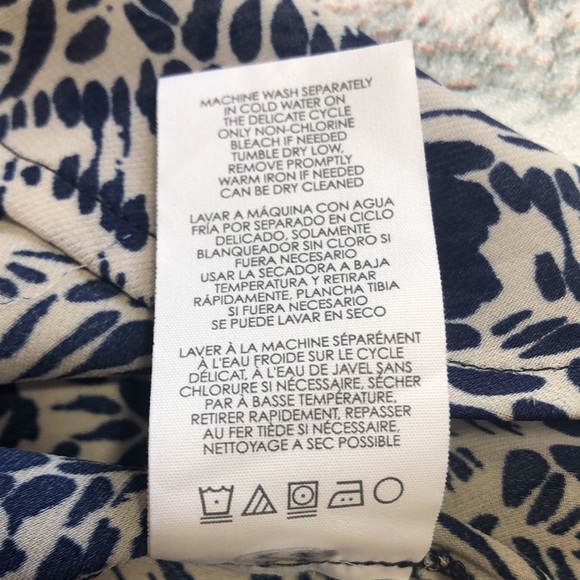 MACHINE WASH SEPARATELY
IN COLD WATER ON
THE DELICATE CYCLE
ONLY NON-CHLORINE
BLEACH IF NEEDED
TUMBLE DRY LOW,
REMOVE PROMPTLY
WARM IRON IF NEEDED
CAN BE DRY CLEANED
LAVAR A MÁQUINA CON AGUA
FRÍA POR SEPARADO EN CICLO
DELICADO, SOLAMENTE
BLANQUEADOR SIN CLORO SI
FUERA NECESARIO
USAR LA SECADORA A BAJA
TEMPERATURA Y RETIRAR
RÁPIDAMENTE, PLANCHA TIBIA
SI FUERA NECESARIO
SE PUEDE LAVAR EN SECO
LAVER À LA MACHINE SÉPARÉMENT
À L'EAU FROIDE SUR LE CYCLE
DÉLICAT, À L'EAU DE JAVEL SANS
CHLORURE SI NÉCESSAIRE, SÉCHER
PAR À BASSE TEMPÉRATURE,
RETIRER RAPIDEMENT, REPASSER
AU FER TIÈDE SI NÉCESSAIRE,
NETTOYAGE A SEC POSSIBLE